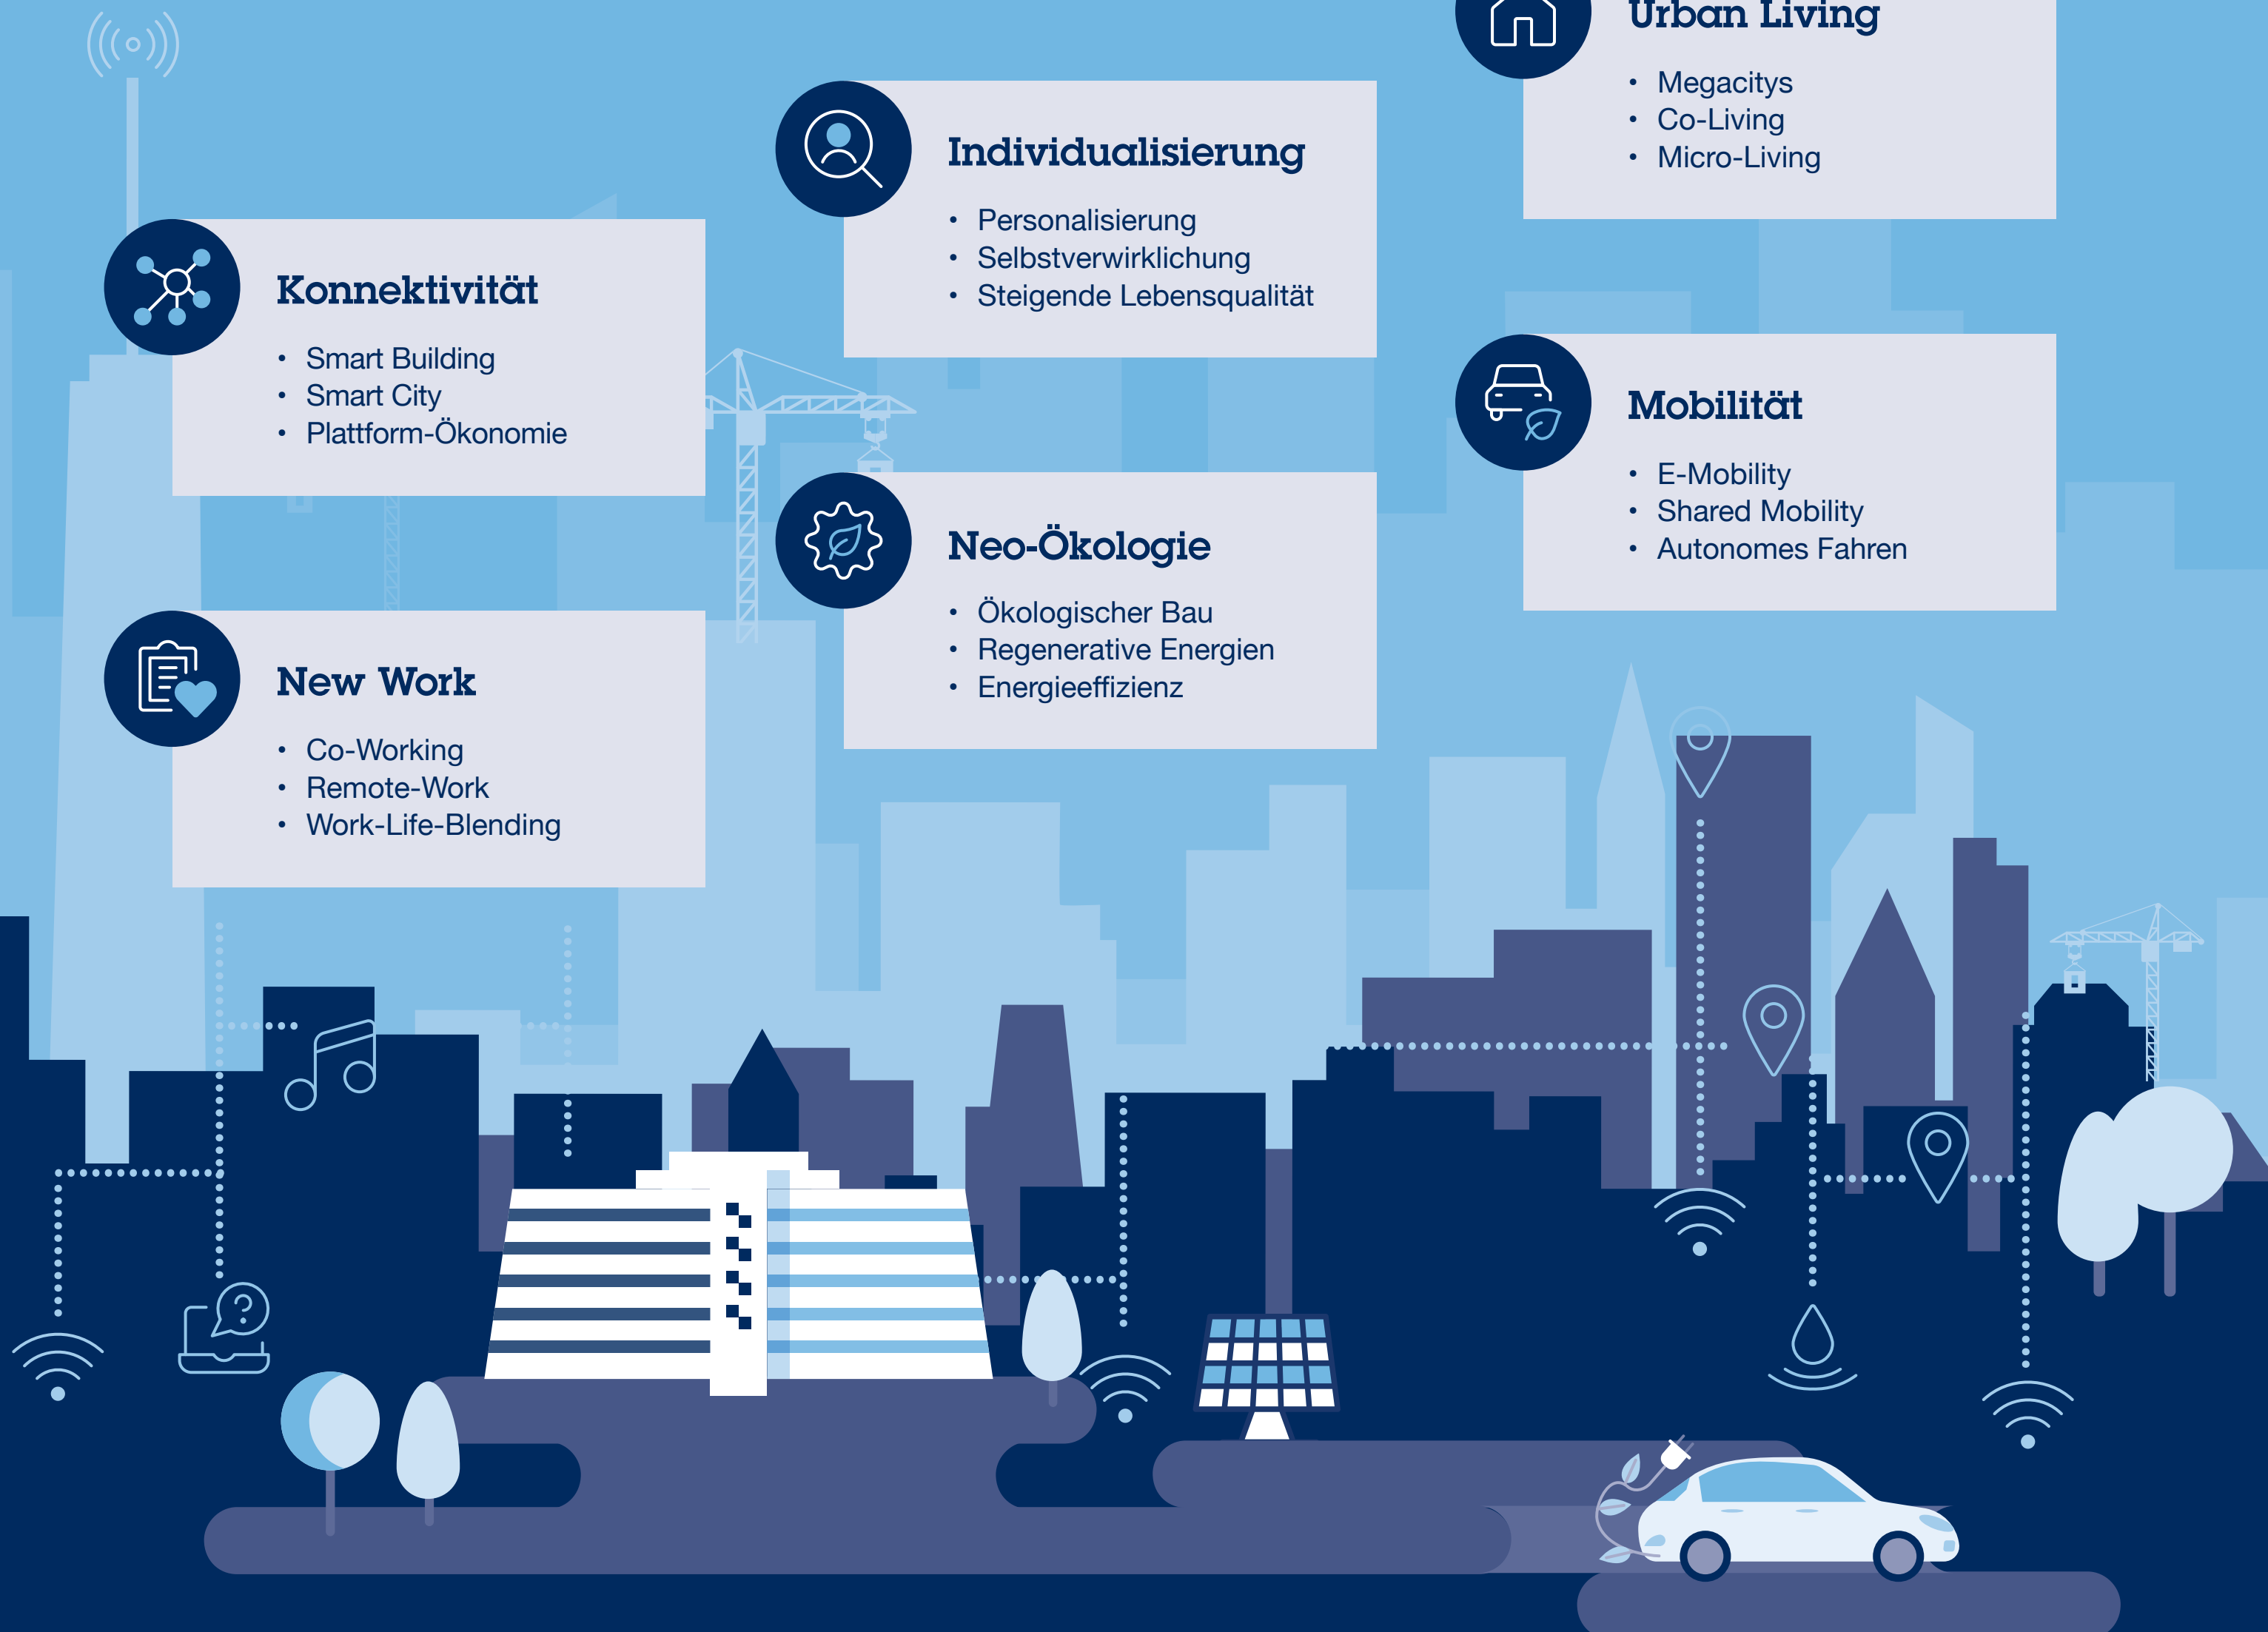 Urban Living
• Megacitys
• Co-Living
• Micro-Living
Individualisierung
• Personalisierung
• Selbstverwirklichung
• Steigende Lebensqualität
Konnektivität
• Smart Building
• Smart City
• Plattform-Ökonomie
Mobilität
• E-Mobility
• Shared Mobility
• Autonomes Fahren
Neo-Ökologie
• Ökologischer Bau
• Regenerative Energien
• Energieeffizienz
New Work
• Co-Working
• Remote-Work
• Work-Life-Blending
?